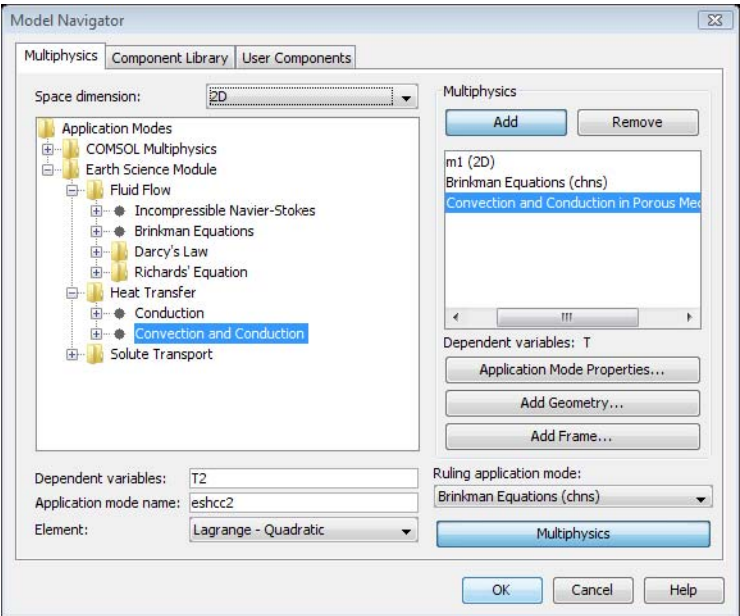 Model Navigator
Multiphysics Component Library User Components
Space dimension: 2D
Application Modes
COMSOL Multiphysics
Earth Science Module
Fluid Flow
Incompressible Navier-Stokes
Brinkman Equations
Darcy's Law
Richards' Equation
Heat Transfer
Conduction
Convection and Conduction
Solute Transport
Dependent variables: T2
Application mode name: eshcc2
Element: Lagrange - Quadratic
Multiphysics
Add Remove
m1 (2D)
Brinkman Equations (chns)
Convection and Conduction in Porous Med
Dependent variables: T
Application Mode Properties...
Add Geometry...
Add Frame...
Ruling application mode:
Brinkman Equations (chns)
Multiphysics
OK Cancel Help